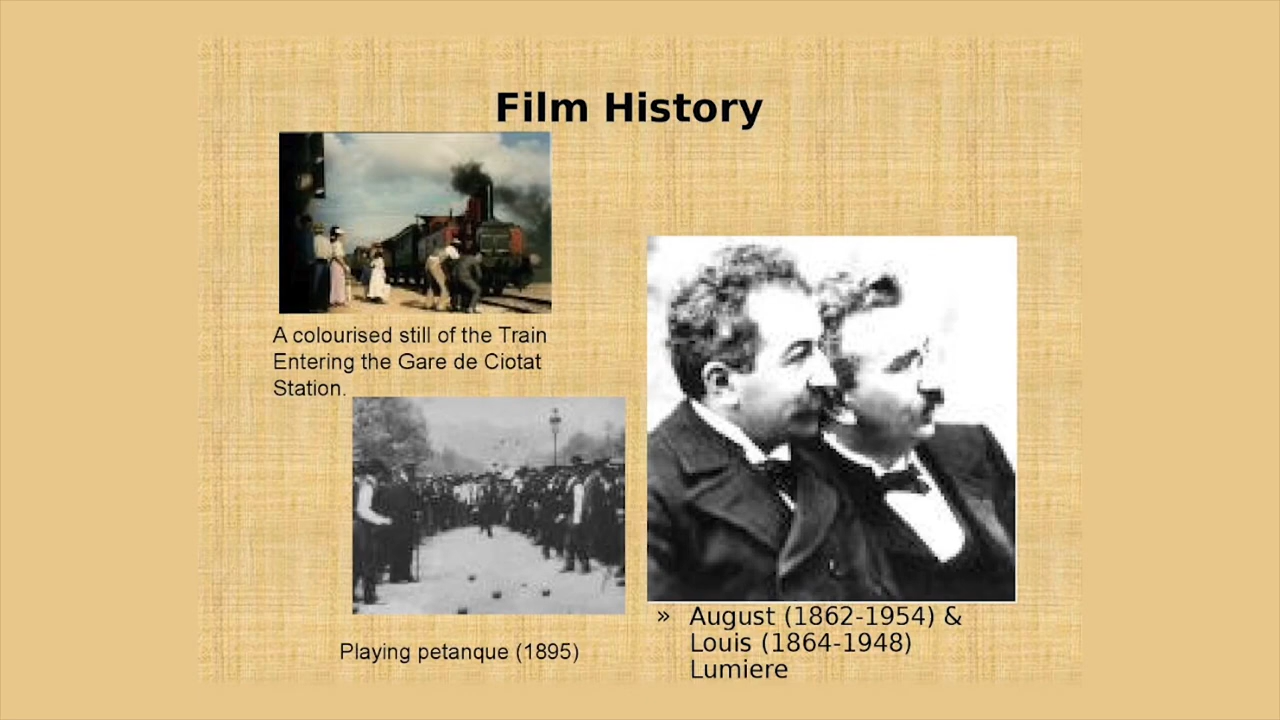 Film History
A colourised still of the Train
Entering the Gare de Ciotat
Station.
Playing petanque (1895)
» August (1862-1954) &
Louis (1864-1948)
Lumiere